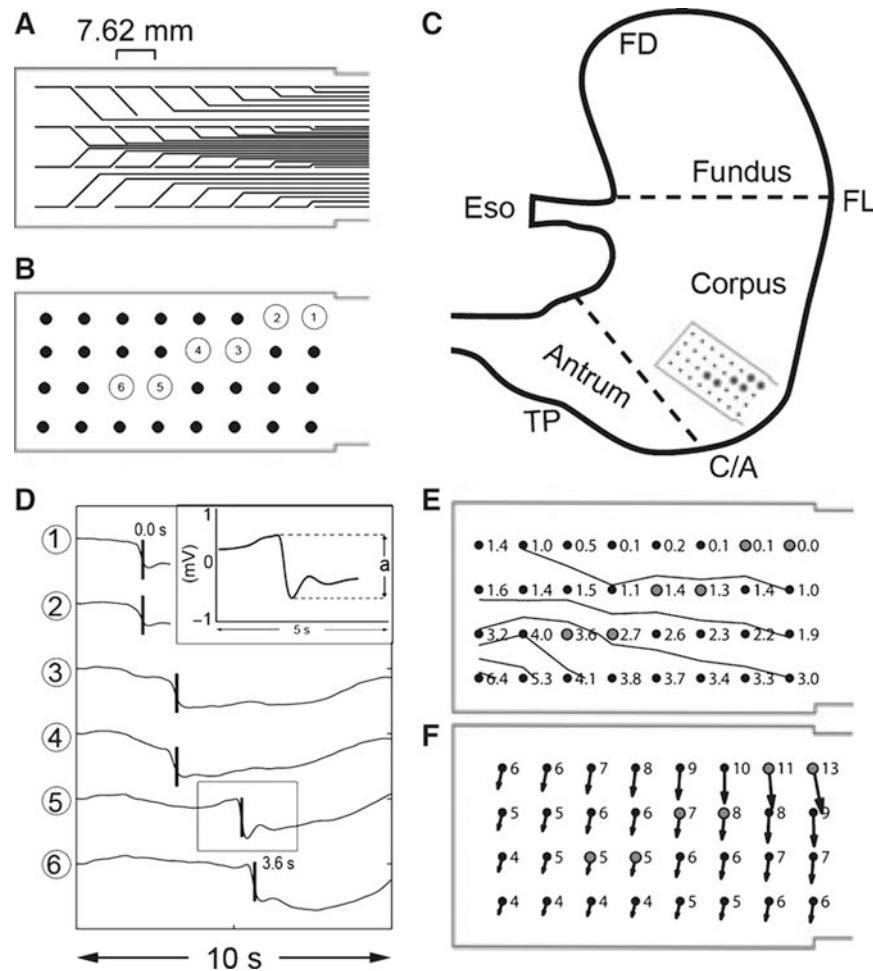 A
7.62 mm
B
2 1
4 3
6 5
C
FD
Fundus
Eso
FL
Corpus
Antrum
TP
C/A
D
1
2
3
4
5
6
0.0 s
1
0
−1
(mV)
a
5 s
3.6 s
10 s
E
1.4 1.0 0.5 0.1 0.2 0.1 0.1 0.0
1.6 1.4 1.5 1.1 1.4 1.3 1.4 1.0
3.2 4.0 3.6 2.7 2.6 2.3 2.2 1.9
6.4 5.3 4.1 3.8 3.7 3.4 3.3 3.0
F
6 6 7 8 9 10 11 13
5 5 6 6 7 8 8 9
4 5 5 5 6 6 7 7
4 4 4 4 5 5 6 6